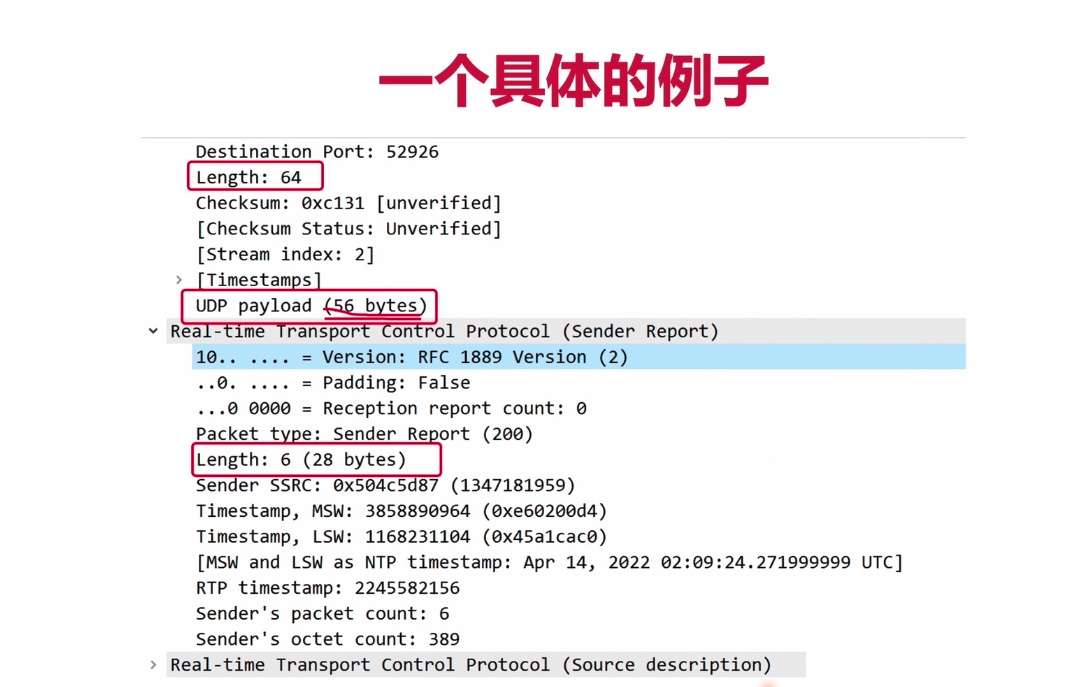 一个具体的例子
Destination Port: 52926
Length: 64
Checksum: 0xc131 [unverified]
[Checksum Status: Unverified]
[Stream index: 2]
[Timestamps]
UDP payload (56 bytes)
Real-time Transport Control Protocol (Sender Report)
10.. .... = Version: RFC 1889 Version (2)
..0. .... = Padding: False
...0 0000 = Reception report count: 0
Packet type: Sender Report (200)
Length: 6 (28 bytes)
Sender SSRC: 0x504c5d87 (1347181959)
Timestamp, MSW: 3858890964 (0xe60200d4)
Timestamp, LSW: 1168231104 (0x45a1cac0)
[MSW and LSW as NTP timestamp: Apr 14, 2022 02:09:24.271999999 UTC]
RTP timestamp: 2245582156
Sender's packet count: 6
Sender's octet count: 389
Real-time Transport Control Protocol (Source description)